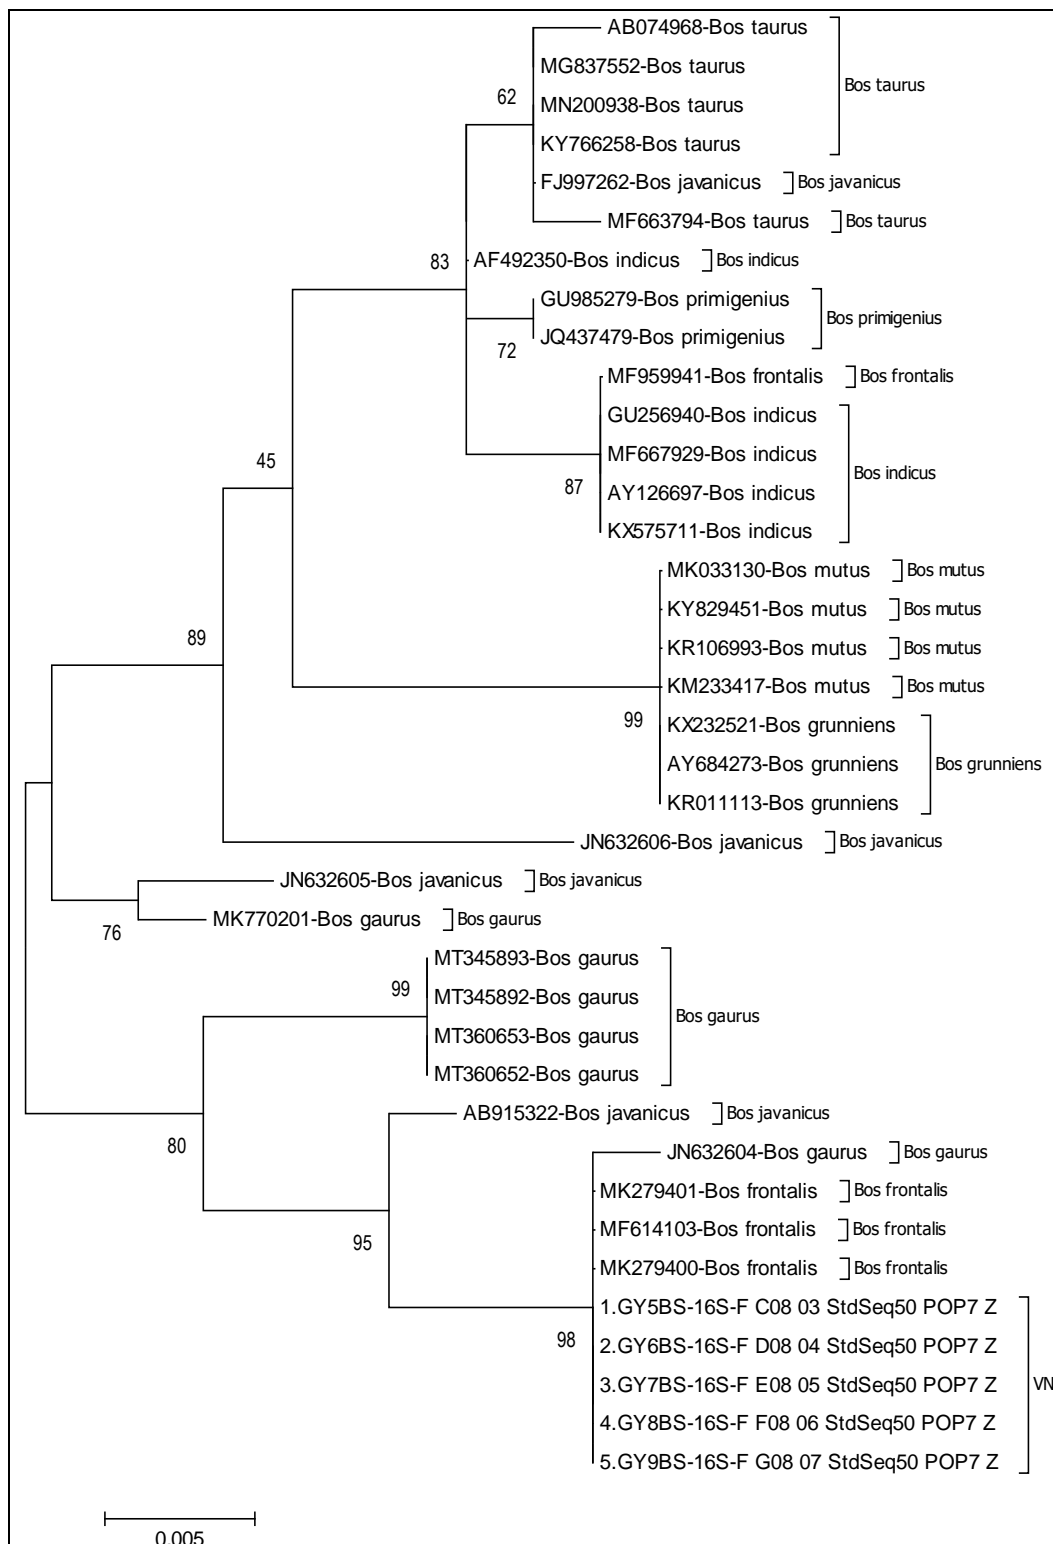 AB074968-Bos taurus
MG837552-Bos taurus
Bos taurus
62
MN200938-Bos taurus
KY766258-Bos taurus
FJ997262-Bos javanicus Bos javanicus
MF663794-Bos taurus Bos taurus
83 AF492350-Bos indicus Bos indicus
GU985279-Bos primigenius
Bos primigenius
JQ437479-Bos primigenius
72
MF959941-Bos frontalis Bos frontalis
GU256940-Bos indicus
45 MF667929-Bos indicus
Bos indicus
87 AY126697-Bos indicus
KX575711-Bos indicus
MK033130-Bos mutus Bos mutus
KY829451-Bos mutus Bos mutus
89 KR106993-Bos mutus Bos mutus
KM233417-Bos mutus Bos mutus
99 KX232521-Bos grunniens
AY684273-Bos grunniens Bos grunniens
KR011113-Bos grunniens
JN632606-Bos javanicus Bos javanicus
JN632605-Bos javanicus Bos javanicus
MK770201-Bos gaurus Bos gaurus
76
MT345893-Bos gaurus
99 MT345892-Bos gaurus
Bos gaurus
MT360653-Bos gaurus
MT360652-Bos gaurus
AB915322-Bos javanicus Bos javanicus
80
JN632604-Bos gaurus Bos gaurus
MK279401-Bos frontalis Bos frontalis
MF614103-Bos frontalis Bos frontalis
95
MK279400-Bos frontalis Bos frontalis
1.GY5BS-16S-F C08 03 StdSeq50 POP7 Z
98
2.GY6BS-16S-F D08 04 StdSeq50 POP7 Z
3.GY7BS-16S-F E08 05 StdSeq50 POP7 Z VN
4.GY8BS-16S-F F08 06 StdSeq50 POP7 Z
5.GY9BS-16S-F G08 07 StdSeq50 POP7 Z
0.005